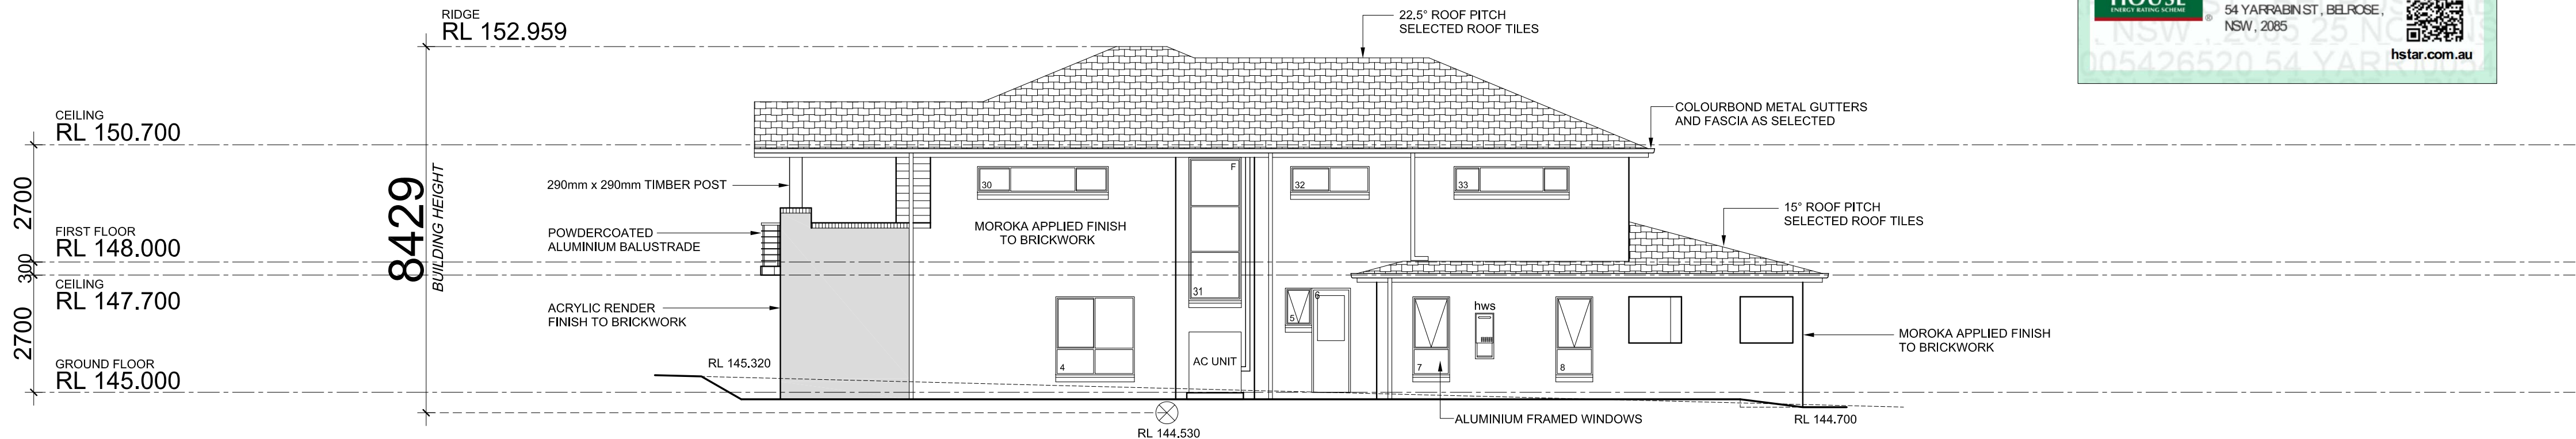 RIDGE
RL 152.959
22.5° ROOF PITCH
SELECTED ROOF TILES
HOUSE
ENERGY RATING SCHEME
®
54 YARRABIN ST , BELROSE ,
NSW , 2085
hstar.com.au
COLOURBOND METAL GUTTERS
AND FASCIA AS SELECTED
CEILING
RL 150.700
2700
8429
BUILDING HEIGHT
290mm x 290mm TIMBER POST
30
F
32
33
MOROKA APPLIED FINISH
TO BRICKWORK
15° ROOF PITCH
SELECTED ROOF TILES
FIRST FLOOR
RL 148.000
POWDERCOATED
ALUMINIUM BALUSTRADE
300
CEILING
RL 147.700
31
5
6
hws
ACRYLIC RENDER
FINISH TO BRICKWORK
MOROKA APPLIED FINISH
TO BRICKWORK
2700
GROUND FLOOR
RL 145.000
RL 145.320
4
AC UNIT
7
8
ALUMINIUM FRAMED WINDOWS
RL 144.530
RL 144.700